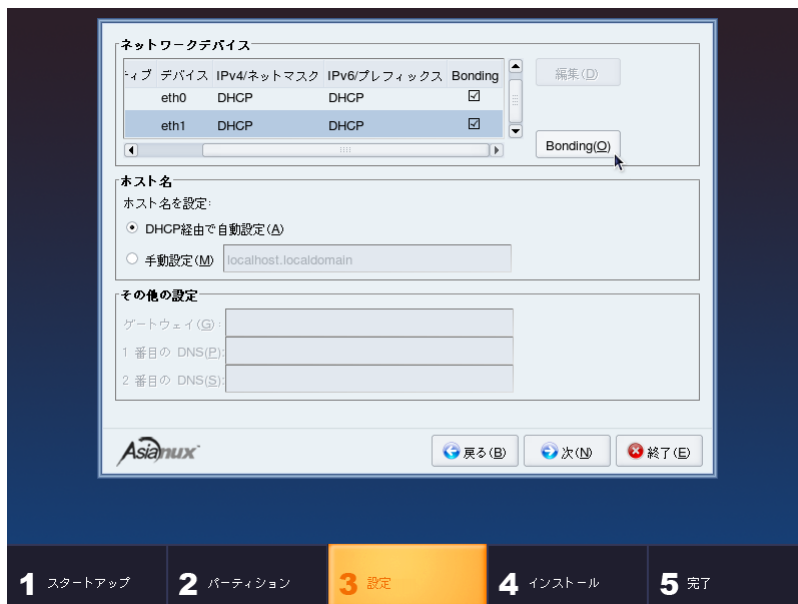 ネットワークデバイス
ティブ デバイス IPv4/ネットマスク IPv6/プレフィックス Bonding
eth0 DHCP DHCP
eth1 DHCP DHCP
編集(D)
Bonding(O)
ホスト名
ホスト名を設定:
DHCP経由で自動設定(A)
手動設定(M) localhost.localdomain
その他の設定
ゲートウェイ(G):
1 番目の DNS(P):
2 番目の DNS(S):
Asianux
戻る(B) 次(N) 終了(E)
1 スタートアップ 2 パーティション 3 設定 4 インストール 5 完了